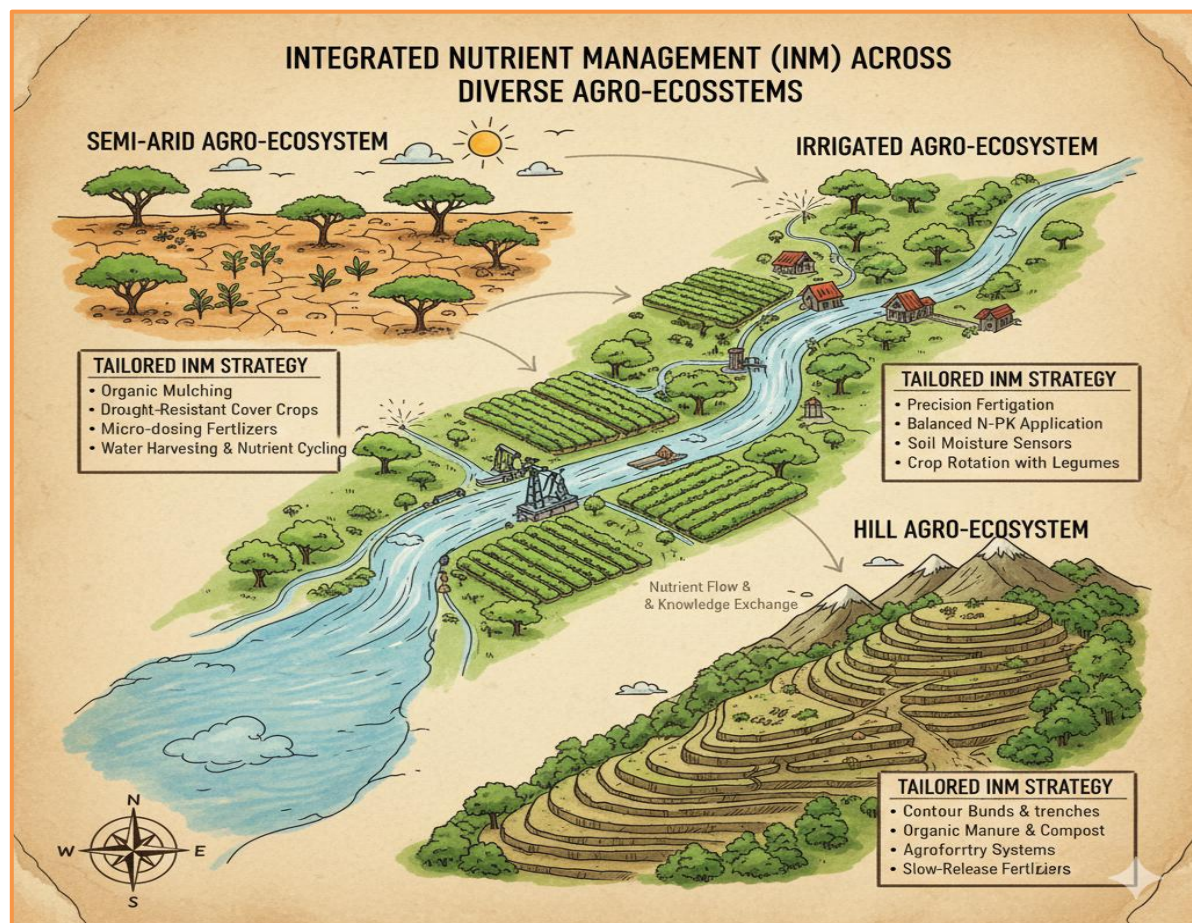 INTEGRATED NUTRIENT MANAGEMENT (INM) ACROSS
DIVERSE AGRO-ECOSSTEMS
SEMI-ARID AGRO-ECOSYSTEM
IRRIGATED AGRO-ECOSYSTEM
TAILORED INM STRATEGY
• Organic Mulching
• Drought-Resistant Cover Crops
• Micro-dosing Fertlizers
• Water Harvesting & Nutrient Cycling
TAILORED INM STRATEGY
• Precision Fertigation
• Balanced N-PK Application
• Soil Moisture Sensors
• Crop Rotation with Legumes
HILL AGRO-ECOSYSTEM
Nutrient Flow &
& Knowledge Exchange
TAILORED INM STRATEGY
• Contour Bunds & trenches
• Organic Manure & Compost
• Agroforrtry Systems
• Slow-Release
N
W E
S